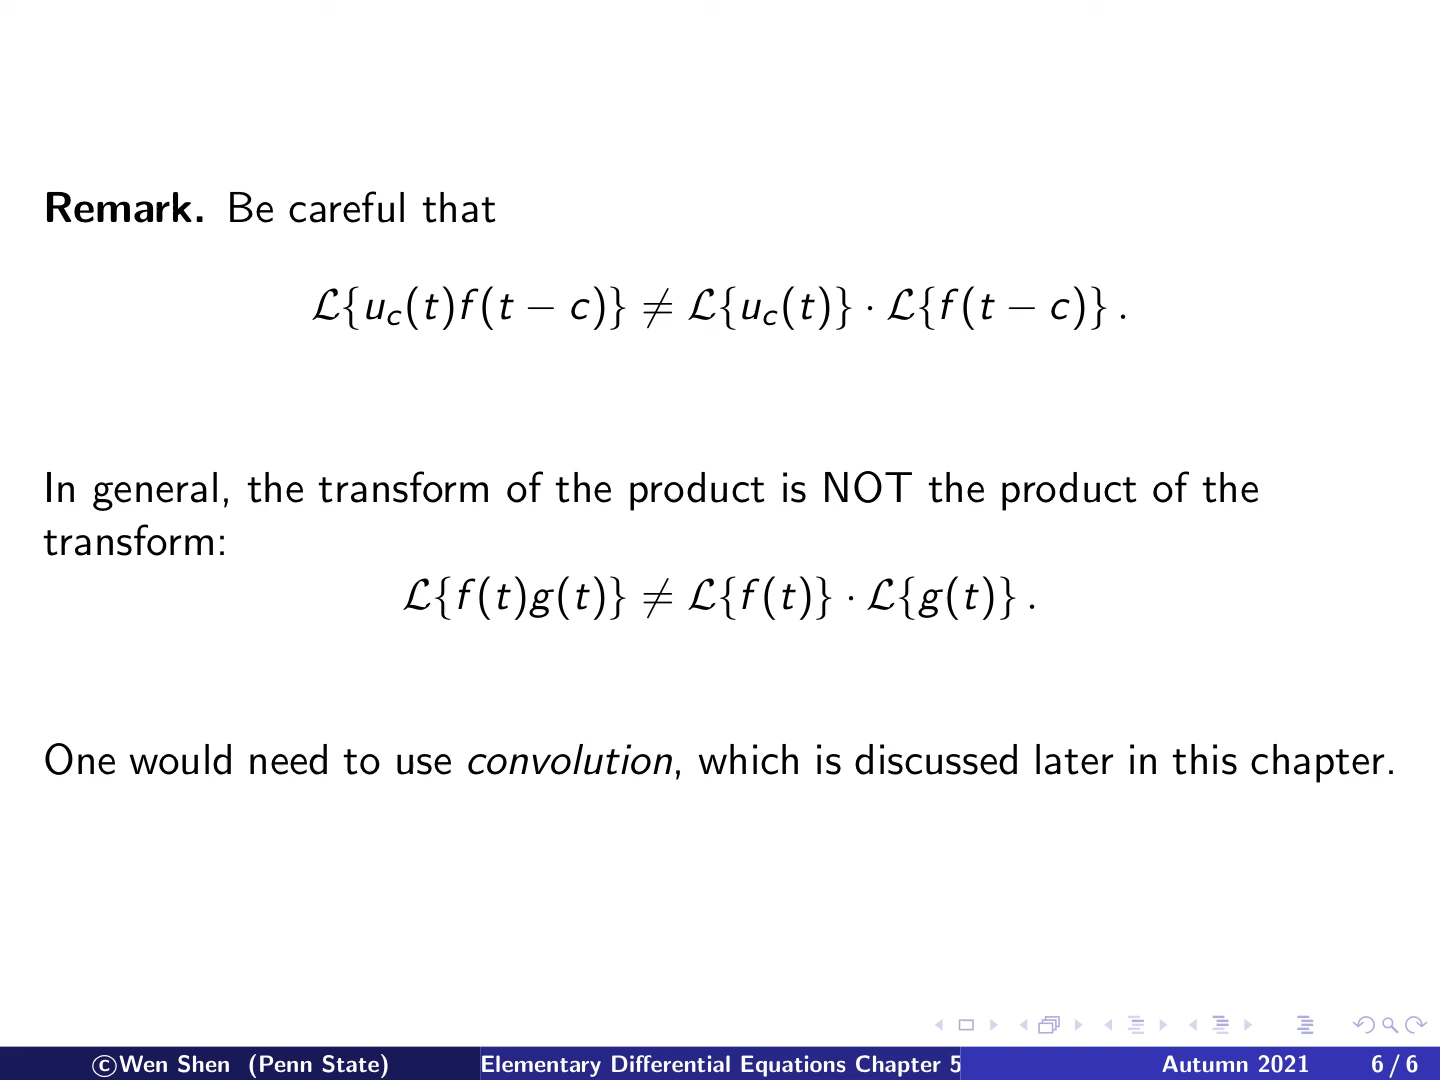 Remark. Be careful that
ℒ{u_c(t)f(t − c)} ≠ ℒ{u_c(t)} · ℒ{f(t − c)} .
In general, the transform of the product is NOT the product of the
transform:
ℒ{f(t)g(t)} ≠ ℒ{f(t)} · ℒ{g(t)} .
One would need to use convolution, which is discussed later in this chapter.
©Wen Shen (Penn State) Elementary Differential Equations Chapter 5 Autumn 2021 6 / 6